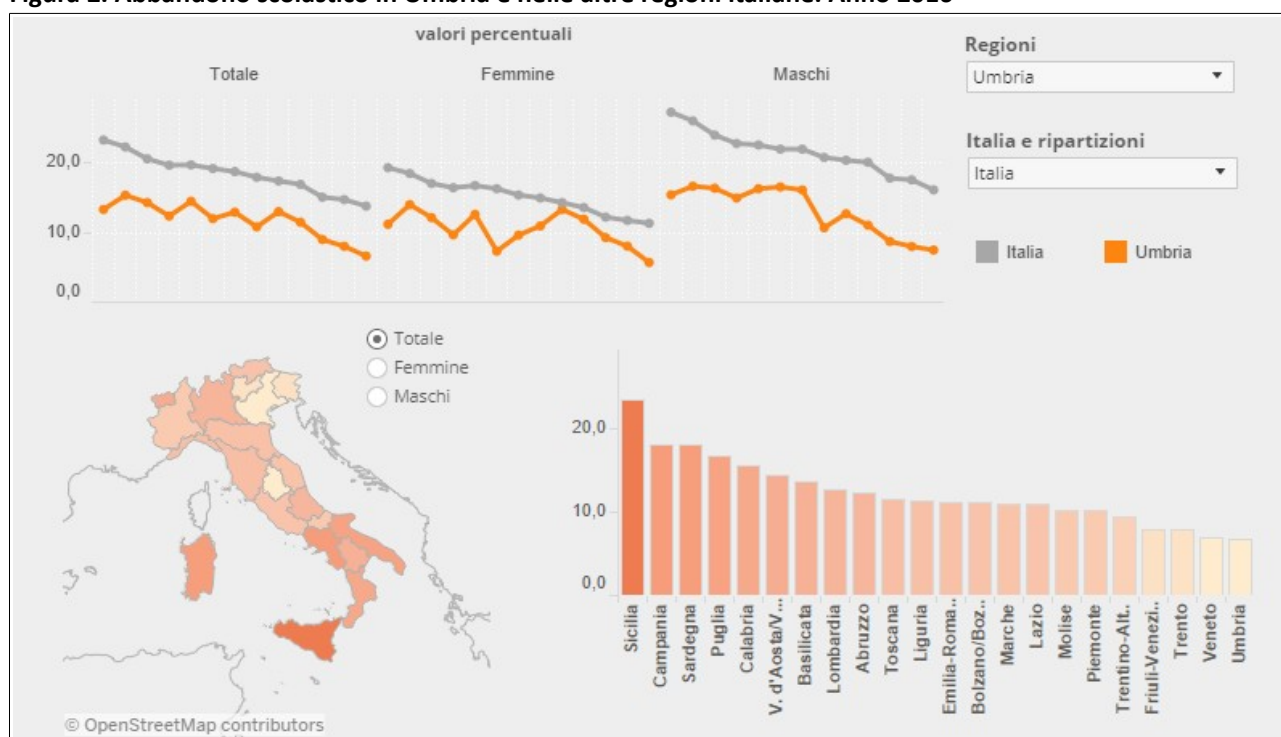 valori percentuali
Totale
Femmine
Maschi
20,0
10,0
0,0
Regioni
Umbria
Italia e ripartizioni
Italia
Italia
Umbria
Totale
Femmine
Maschi
© OpenStreetMap contributors
20,0
10,0
0,0
Sicilia
Campania
Sardegna
Puglia
Calabria
V. d'Aosta/V...
Basilicata
Lombardia
Abruzzo
Toscana
Liguria
Emilia-Roma..
Bolzano/Boz..
Marche
Lazio
Molise
Piemonte
Trentino-Alt..
Friuli-Venezi..
Trento
Veneto
Umbria